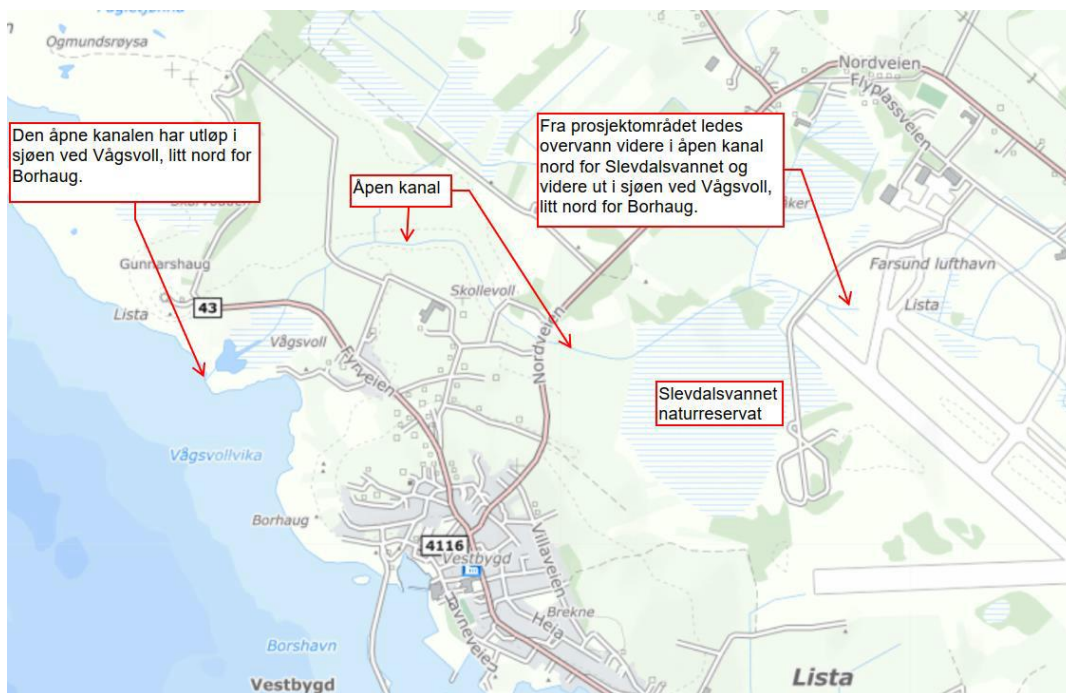 Ogmundsrøysa
Nordveien
Flyplassveien
Den åpne kanalen har utløp i
sjøen ved Vågsvoll, litt nord for
Borhaug.
Åpen kanal
Fra prosjektområdet ledes
overvann videre i åpen kanal
nord for Slevdalsvannet og
videre ut i sjøen ved Vågsvoll,
litt nord for Borhaug.
Gunnarshaug
43
Lista
Skollevoll
Farsund lufthavn
Lista
Vågsvoll
Fyrveien
Nordveien
Slevdalsvannet
naturreservat
Vågsvollvika
Borhaug
4116
Vestbygd
Villaveien
Brekne
Heia
Borshavn
Vestbygd
Lista